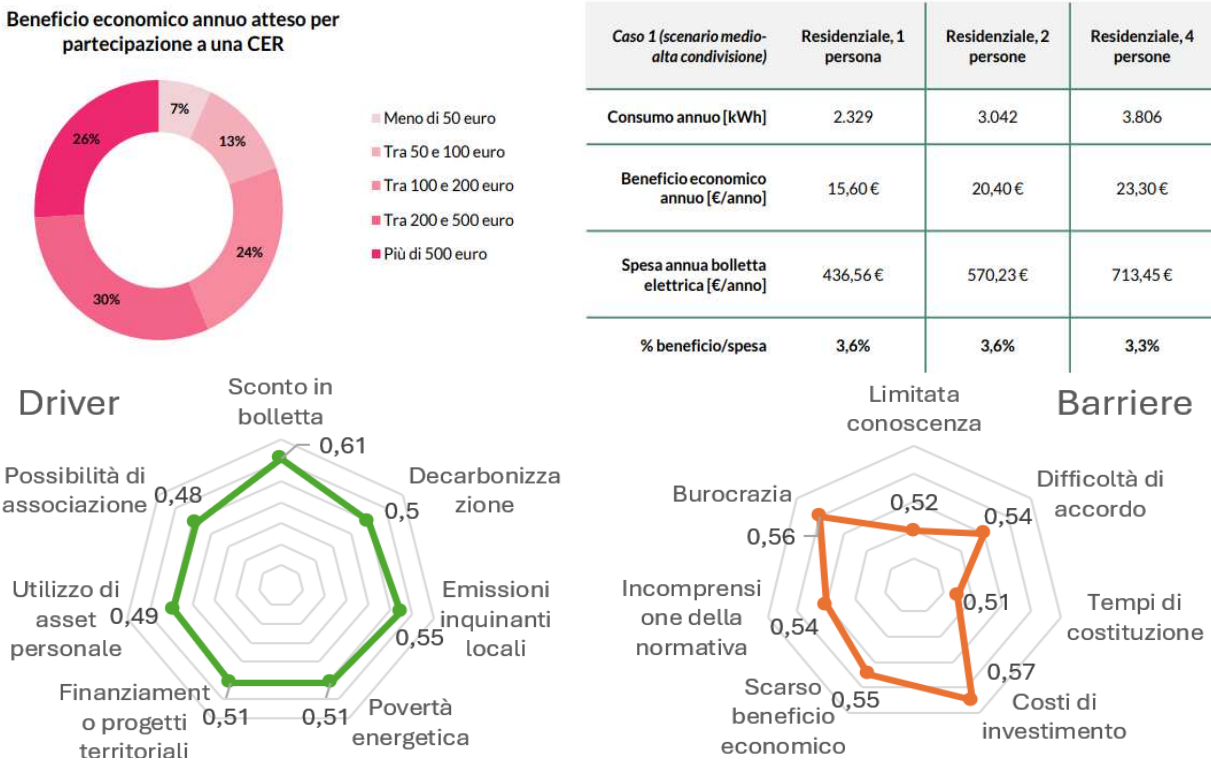 Beneficio economico annuo atteso per
partecipazione a una CER
7%
13%
24%
30%
26%
Meno di 50 euro
Tra 50 e 100 euro
Tra 100 e 200 euro
Tra 200 e 500 euro
Più di 500 euro
Caso 1 (scenario medio-
alta condivisione)
Residenziale, 1
persona
Residenziale, 2
persone
Residenziale, 4
persone
Consumo annuo [kWh]
2.329
3.042
3.806
Beneficio economico
annuo [€/anno]
15,60 €
20,40 €
23,30 €
Spesa annua bolletta
elettrica [€/anno]
436,56 €
570,23 €
713,45 €
% beneficio/spesa
3,6%
3,6%
3,3%
Driver
Sconto in
bolletta
0,61
Decarbonizza
zione
0,5
Emissioni
inquinanti
locali
0,55
Povertà
energetica
0,51
Finanziament
o progetti
territoriali
0,51
Utilizzo di
asset
personale
0,49
Possibilità di
associazione
0,48
Barriere
Limitata
conoscenza
0,52
Difficoltà di
accordo
0,54
Tempi di
costituzione
0,51
Costi di
investimento
0,57
Scarso
beneficio
economico
0,55
Incomprensi
one della
normativa
0,54
Burocrazia
0,56